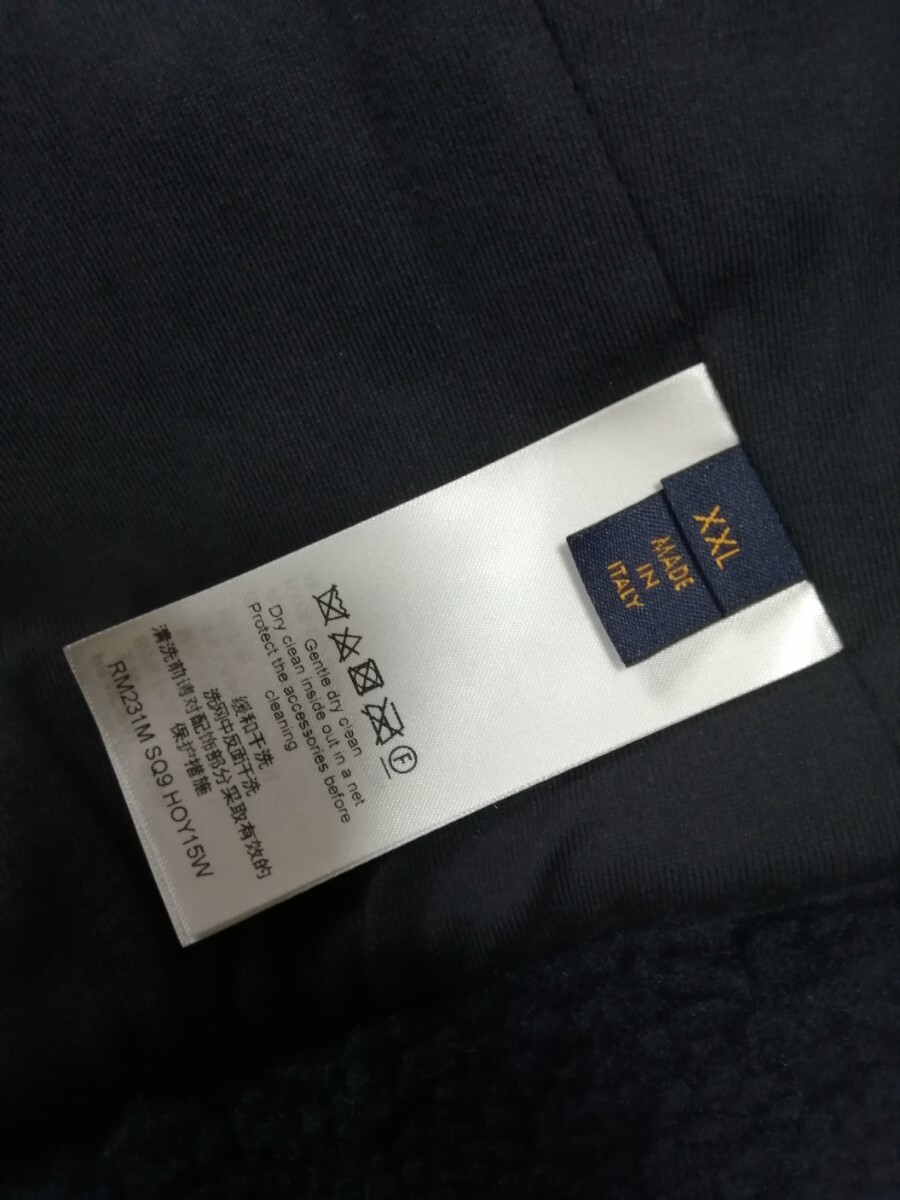 XXL
MADE
IN
ITALY
F
Gentle dry clean
Dry clean inside out in a net
Protect the accessories before
cleaning
缓和干洗
洗网中反面干洗
清洗前请对配饰部分采取有效的
保护措施
RM231M SQ9 HOY15W